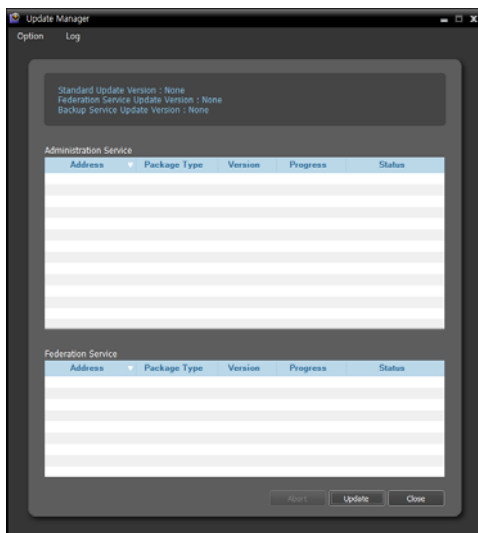 Update Manager
Option Log
Standard Update Version : None
Federation Service Update Version : None
Backup Service Update Version : None
Administration Service
Address Package Type Version Progress Status
Federation Service
Address Package Type Version Progress Status
Abort Update Close